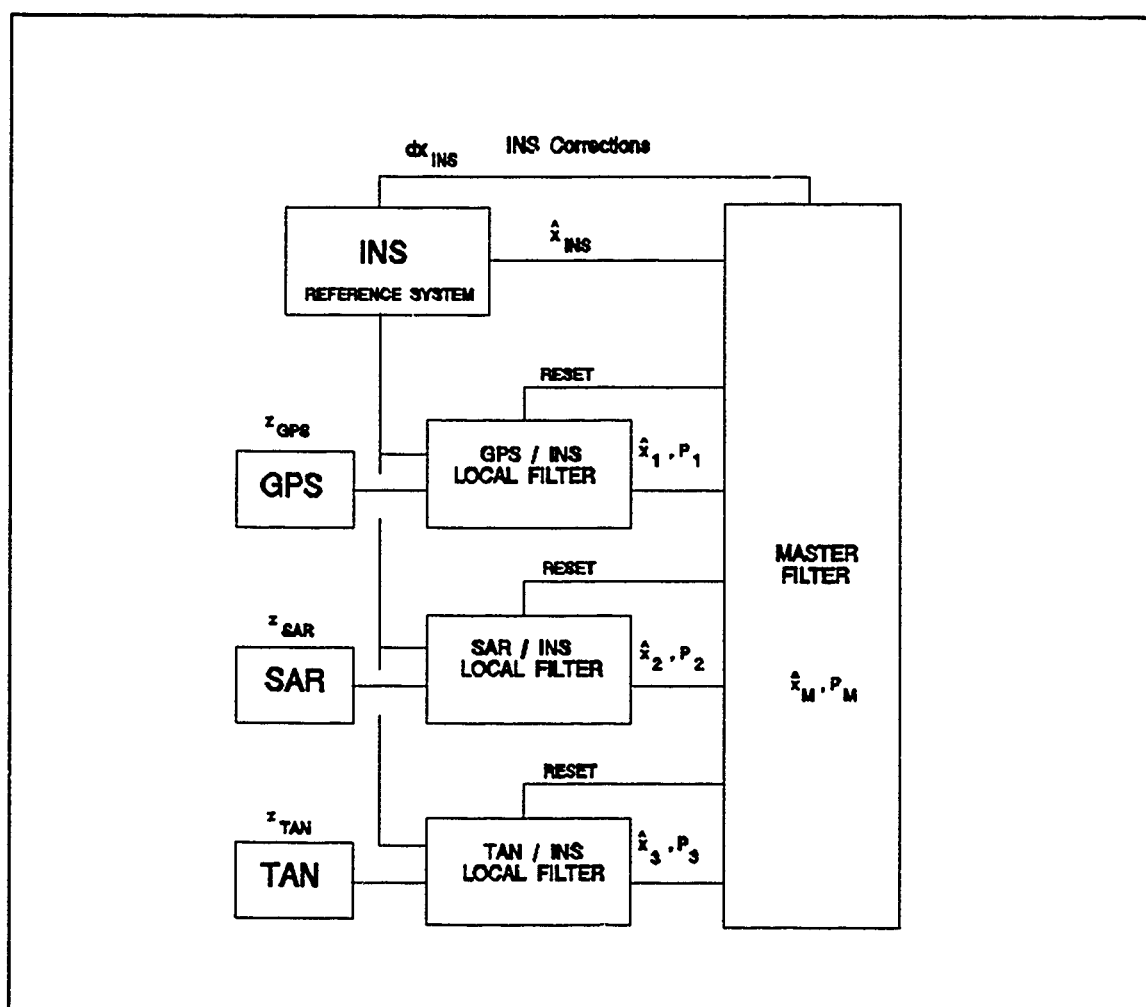 dx INS INS Corrections
INS
REFERENCE SYSTEM
x̂ INS
RESET
z GPS
GPS
GPS / INS
LOCAL FILTER
x̂ 1 , P 1
MASTER
FILTER
RESET
z SAR
SAR
SAR / INS
LOCAL FILTER
x̂ 2 , P 2
x̂ M , P M
RESET
z TAN
TAN
TAN / INS
LOCAL FILTER
x̂ 3 , P 3